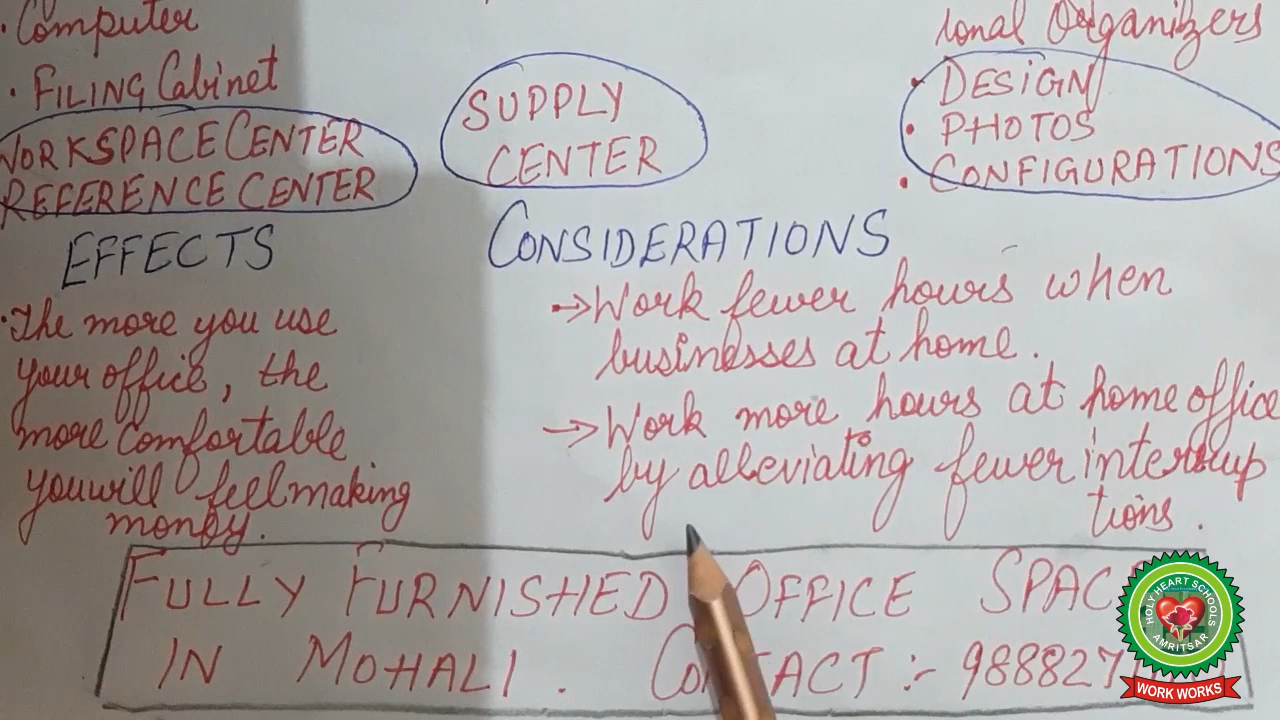 · Computer
· FILING Cabinet
WORKSPACE CENTER
REFERENCE CENTER
SUPPLY
CENTER
ional Organizers
• DESIGN
• PHOTOS
• CONFIGURATIONS
EFFECTS
· The more you use
your office, the
more comfortable
you will feel making
money.
CONSIDERATIONS
→ Work fewer hours when
businesses at home.
→ Work more hours at home office
by alleviating fewer interrup
tions.
FULLY FURNISHED OFFICE SPAC
IN MOHALI. CONTACT :- 988827
HOLY HEART SCHOOLS
AMRITSAR
WORK WORKS